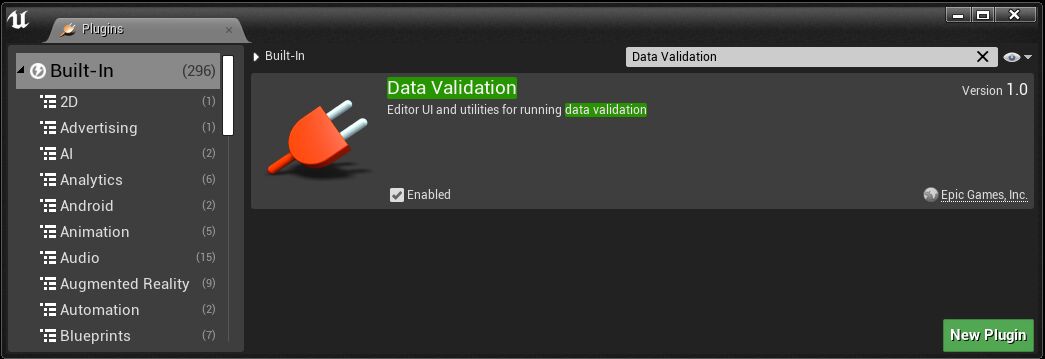 Plugins
Built-In
Data Validation
Built-In (296)
2D (1)
Advertising (1)
AI (2)
Analytics (6)
Android (2)
Animation (5)
Audio (15)
Augmented Reality (9)
Automation (2)
Blueprints (7)
Data Validation
Version 1.0
Editor UI and utilities for running data validation
Enabled
Epic Games, Inc.
New Plugin